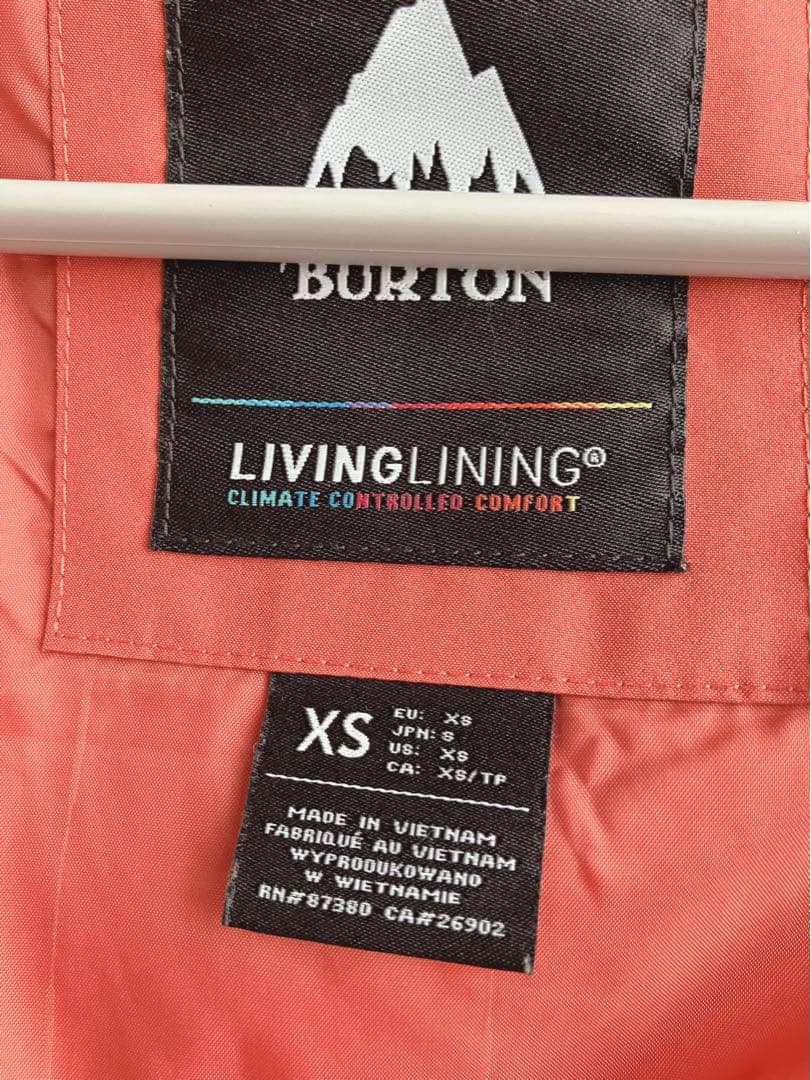 BURTON
LIVINGLINING®
CLIMATE CONTROLLED COMFORT
XS
EU: XS
JPN: S
US: XS
CA: XS/TP
MADE IN VIETNAM
FABRIQUÉ AU VIETNAM
WYPRODUKOWANO
W WIETNAMIE
RN#87380 CA#26902